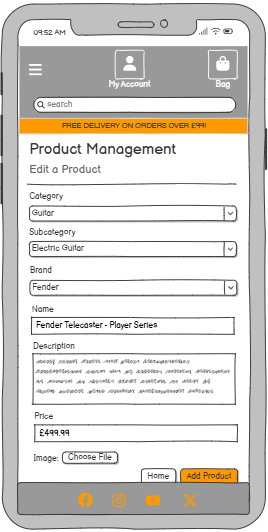 09:52 AM
My Account
Bag
search
FREE DELIVERY ON ORDERS OVER £99!
Product Management
Edit a Product
Category
Guitar
Subcategory
Electric Guitar
Brand
Fender
Name
Fender Telecaster - Player Series
Description
Price
£499.99
Image: Choose File
Home Add Product